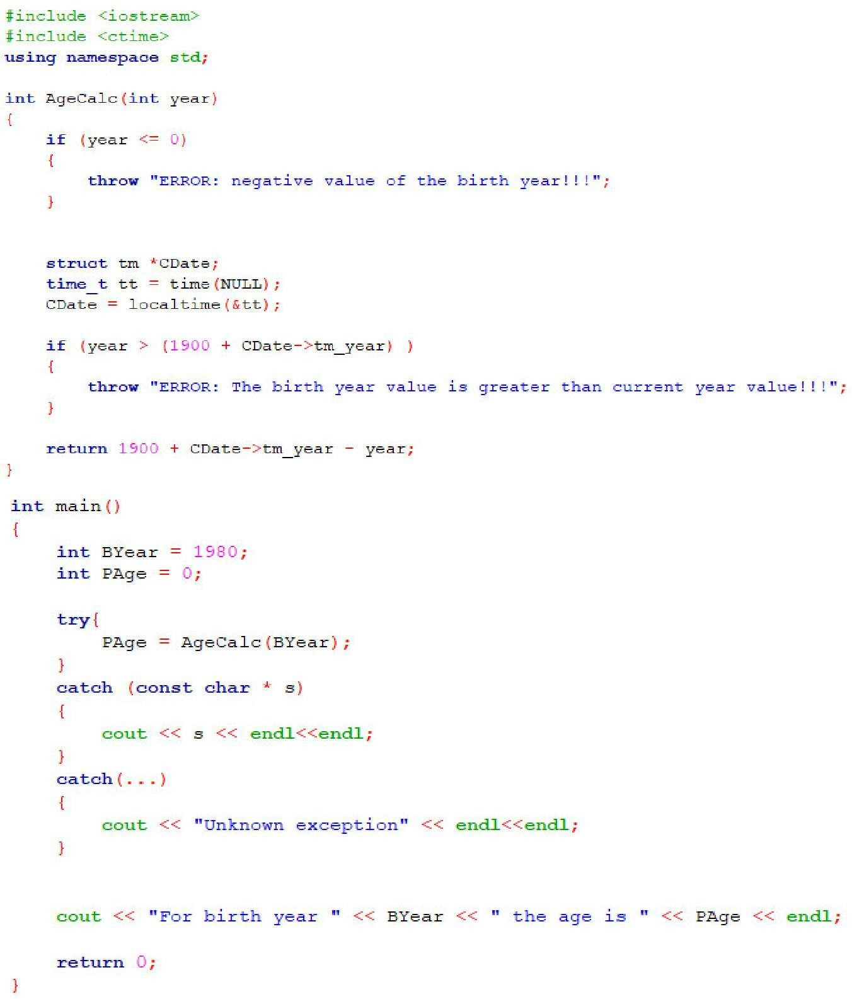 #include <iostream>
#include <ctime>
using namespace std;
int AgeCalc(int year)
{
if (year <= 0)
{
throw "ERROR: negative value of the birth year!!!";
}
struct tm *CDate;
time_t tt = time(NULL);
CDate = localtime(&tt);
if (year > (1900 + CDate->tm_year) )
{
throw "ERROR: The birth year value is greater than current year value!!!";
}
return 1900 + CDate->tm_year - year;
}
int main()
{
int BYear = 1980;
int PAge = 0;
try{
PAge = AgeCalc(BYear);
}
catch (const char * s)
{
cout << s << endl<<endl;
}
catch(...)
{
cout << "Unknown exception" << endl<<endl;
}
cout << "For birth year " << BYear << " the age is " << PAge << endl;
return 0;
}